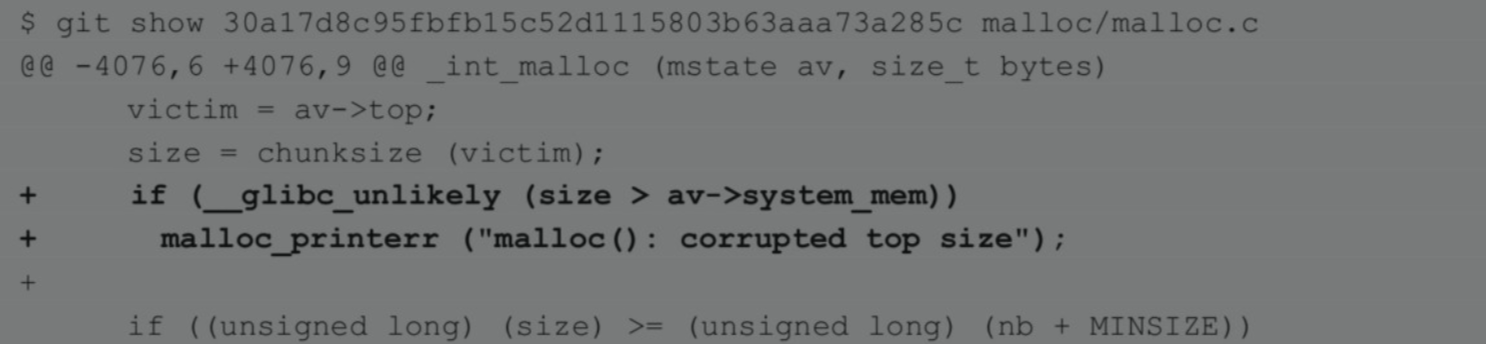 $ git show 30a17d8c95fbfb15c52d1115803b63aaa73a285c malloc/malloc.c
@@ -4076,6 +4076,9 @@ _int_malloc (mstate av, size_t bytes)
      victim = av->top;
      size = chunksize (victim);
+     if (__glibc_unlikely (size > av->system_mem))
+       malloc_printerr ("malloc(): corrupted top size");
+
      if ((unsigned long) (size) >= (unsigned long) (nb + MINSIZE))